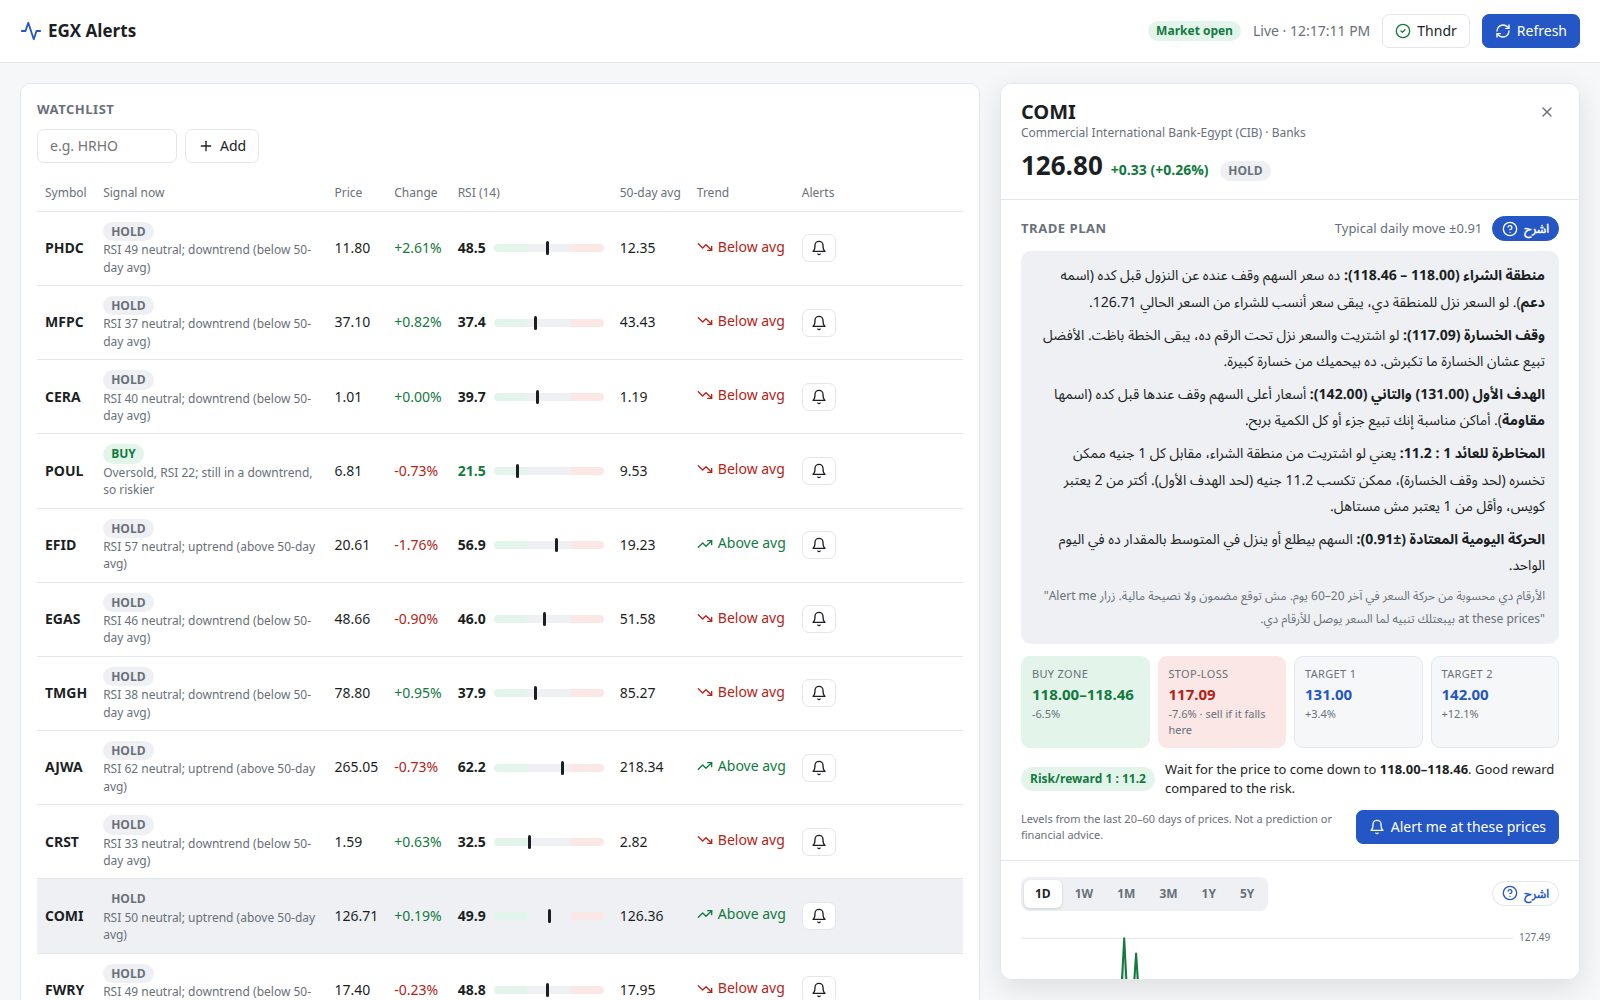 EGX Alerts
Market open
Live · 12:17:11 PM
Thndr
Refresh
WATCHLIST
e.g. HRHO
Add
Symbol Signal now Price Change RSI (14) 50-day avg Trend Alerts
HOLD
PHDC RSI 49 neutral; downtrend (below 50- 11.80 +2.61% 48.5 12.35 Below avg
day avg)
HOLD
MFPC RSI 37 neutral; downtrend (below 50- 37.10 +0.82% 37.4 43.43 Below avg
day avg)
HOLD
CERA RSI 40 neutral; downtrend (below 50- 1.01 +0.00% 39.7 1.19 Below avg
day avg)
BUY
POUL Oversold, RSI 22; still in a downtrend, 6.81 -0.73% 21.5 9.53 Below avg
so riskier
HOLD
EFID RSI 57 neutral; uptrend (above 50-day 20.61 -1.76% 56.9 19.23 Above avg
avg)
HOLD
EGAS RSI 46 neutral; downtrend (below 50- 48.66 -0.90% 46.0 51.58 Below avg
day avg)
HOLD
TMGH RSI 38 neutral; downtrend (below 50- 78.80 +0.95% 37.9 85.27 Below avg
day avg)
HOLD
AJWA RSI 62 neutral; uptrend (above 50-day 265.05 -0.73% 62.2 218.34 Above avg
avg)
HOLD
CRST RSI 33 neutral; downtrend (below 50- 1.59 +0.63% 32.5 2.82 Below avg
day avg)
HOLD
COMI RSI 50 neutral; uptrend (above 50-day 126.71 +0.19% 49.9 126.36 Above avg
avg)
HOLD
FWRY RSI 49 neutral; downtrend (below 50- 17.40 -0.23% 48.8 17.95 Below avg
COMI
Commercial International Bank-Egypt (CIB) · Banks
126.80 +0.33 (+0.26%) HOLD
TRADE PLAN
Typical daily move ±0.91
اشرح
منطقة الشراء (118.00 – 118.46): ده سعر السهم وقف عنده عن النزول قبل كده (اسمه
دعم). لو السعر نزل للمنطقة دي، يبقى سعر أنسب للشراء من السعر الحالي 126.71.
وقف الخسارة (117.09): لو اشتريت والسعر نزل تحت الرقم ده، يبقى الخطة باظت. الأفضل
تبيع عشان الخسارة ما تكبرش. ده بيحميك من خسارة كبيرة.
الهدف الأول (131.00) والتاني (142.00): أسعار أعلى السهم وقف عندها قبل كده (اسمها
مقاومة). أماكن مناسبة إنك تبيع جزء أو كل الكمية بربح.
المخاطرة للعائد 1 : 11.2: يعني لو اشتريت من منطقة الشراء، مقابل كل 1 جنيه ممكن
تخسره (لحد وقف الخسارة)، ممكن تكسب 11.2 جنيه (لحد الهدف الأول). أكتر من 2 يعتبر
كويس، وأقل من 1 يعتبر مش مستاهل.
الحركة اليومية المعتادة (±0.91): السهم بيطلع أو ينزل في المتوسط بالمقدار ده في اليوم
الواحد.
الأرقام دي محسوبة من حركة السعر في آخر 20–60 يوم. مش توقع مضمون ولا نصيحة مالية. زرار "Alert me
at these prices" بيبعتلك تنبيه لما السعر يوصل للأرقام دي.
BUY ZONE
118.00–118.46
-6.5%
STOP-LOSS
117.09
-7.6% · sell if it falls
here
TARGET 1
131.00
+3.4%
TARGET 2
142.00
+12.1%
Risk/reward 1 : 11.2
Wait for the price to come down to 118.00–118.46. Good reward
compared to the risk.
Levels from the last 20–60 days of prices. Not a prediction or
financial advice.
Alert me at these prices
1D 1W 1M 3M 1Y 5Y
اشرح
127.49